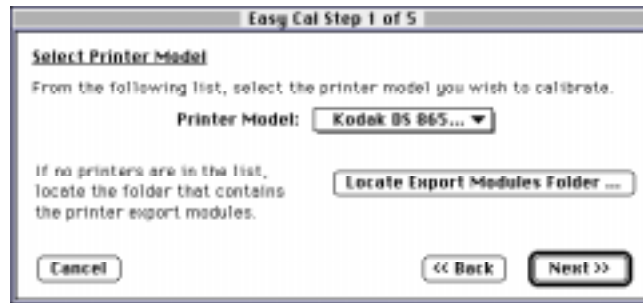 Easy Cal Step 1 of 5
Select Printer Model
From the following list, select the printer model you wish to calibrate.
Printer Model: Kodak DS 865... ▼
If no printers are in the list,
locate the folder that contains
the printer export modules.
Locate Export Modules Folder ...
Cancel << Back Next >>